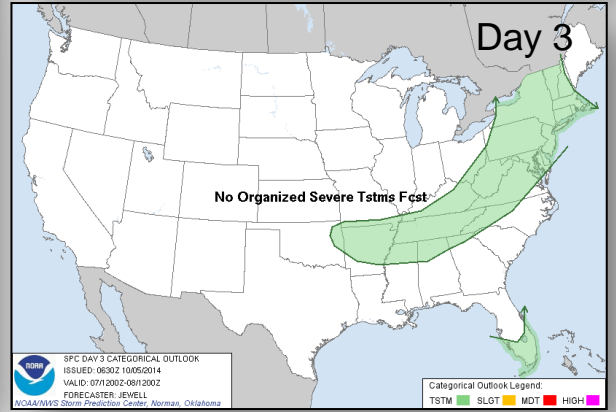 Day 3
No Organized Severe Tstms Fcst
NOAA
SPC DAY 3 CATEGORICAL OUTLOOK
ISSUED: 0630Z 10/05/2014
VALID: 07/1200Z-08/1200Z
FORECASTER: JEWELL
NOAA/NWS Storm Prediction Center, Norman, Oklahoma
Categorical Outlook Legend:
TSTM SLGT MDT HIGH